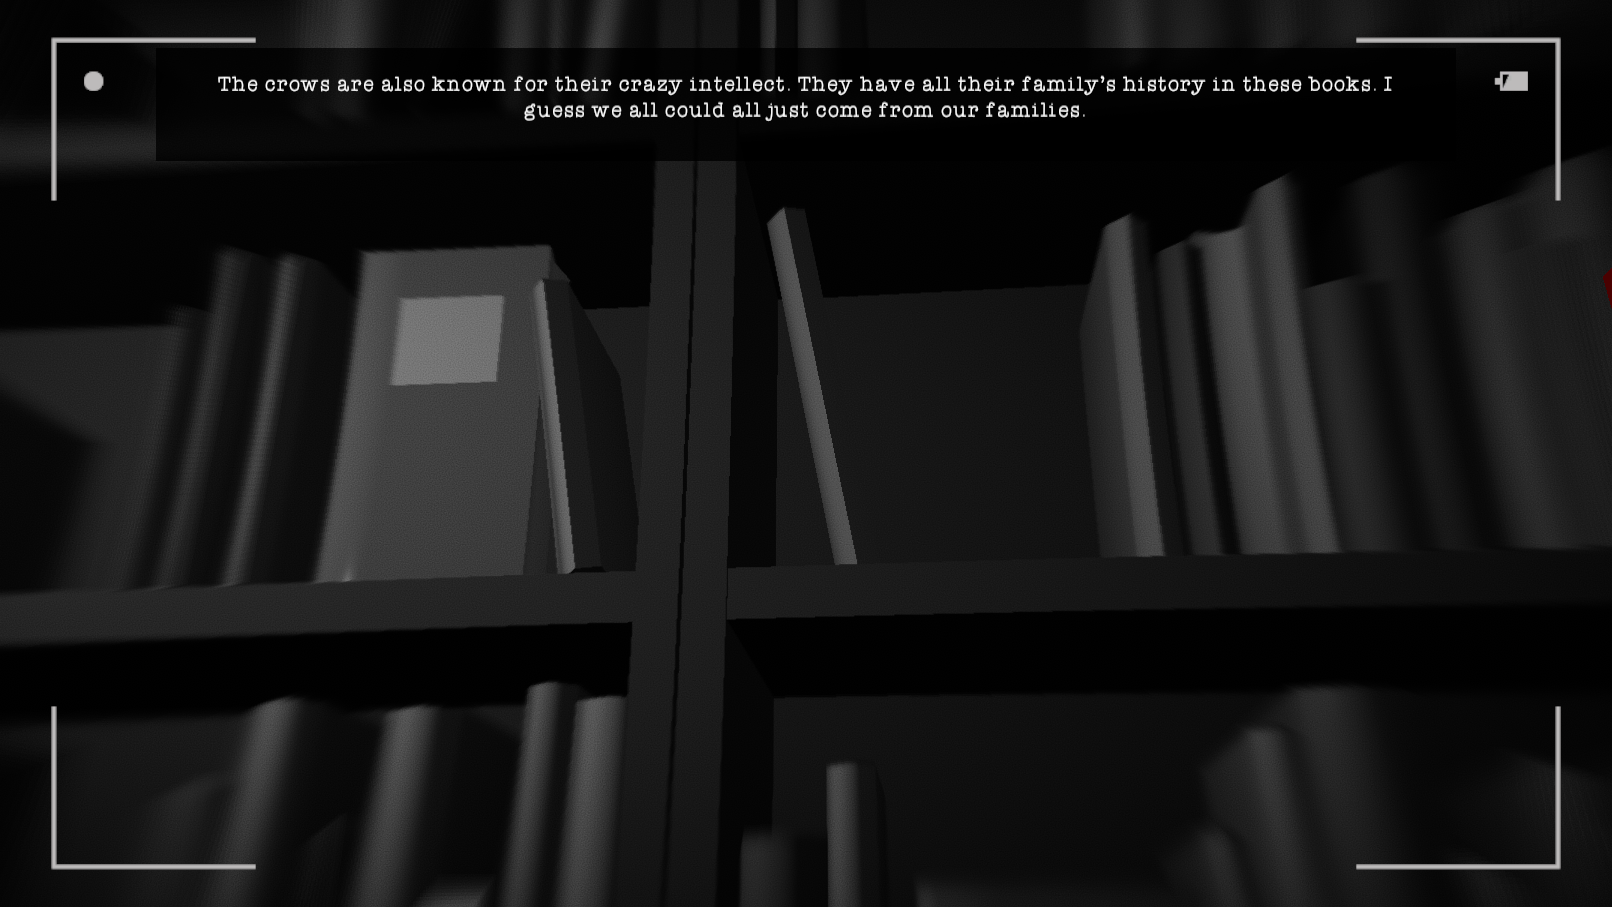 The crows are also known for their crazy intellect. They have all their family's history in these books. I
guess we all could all just come from our families.